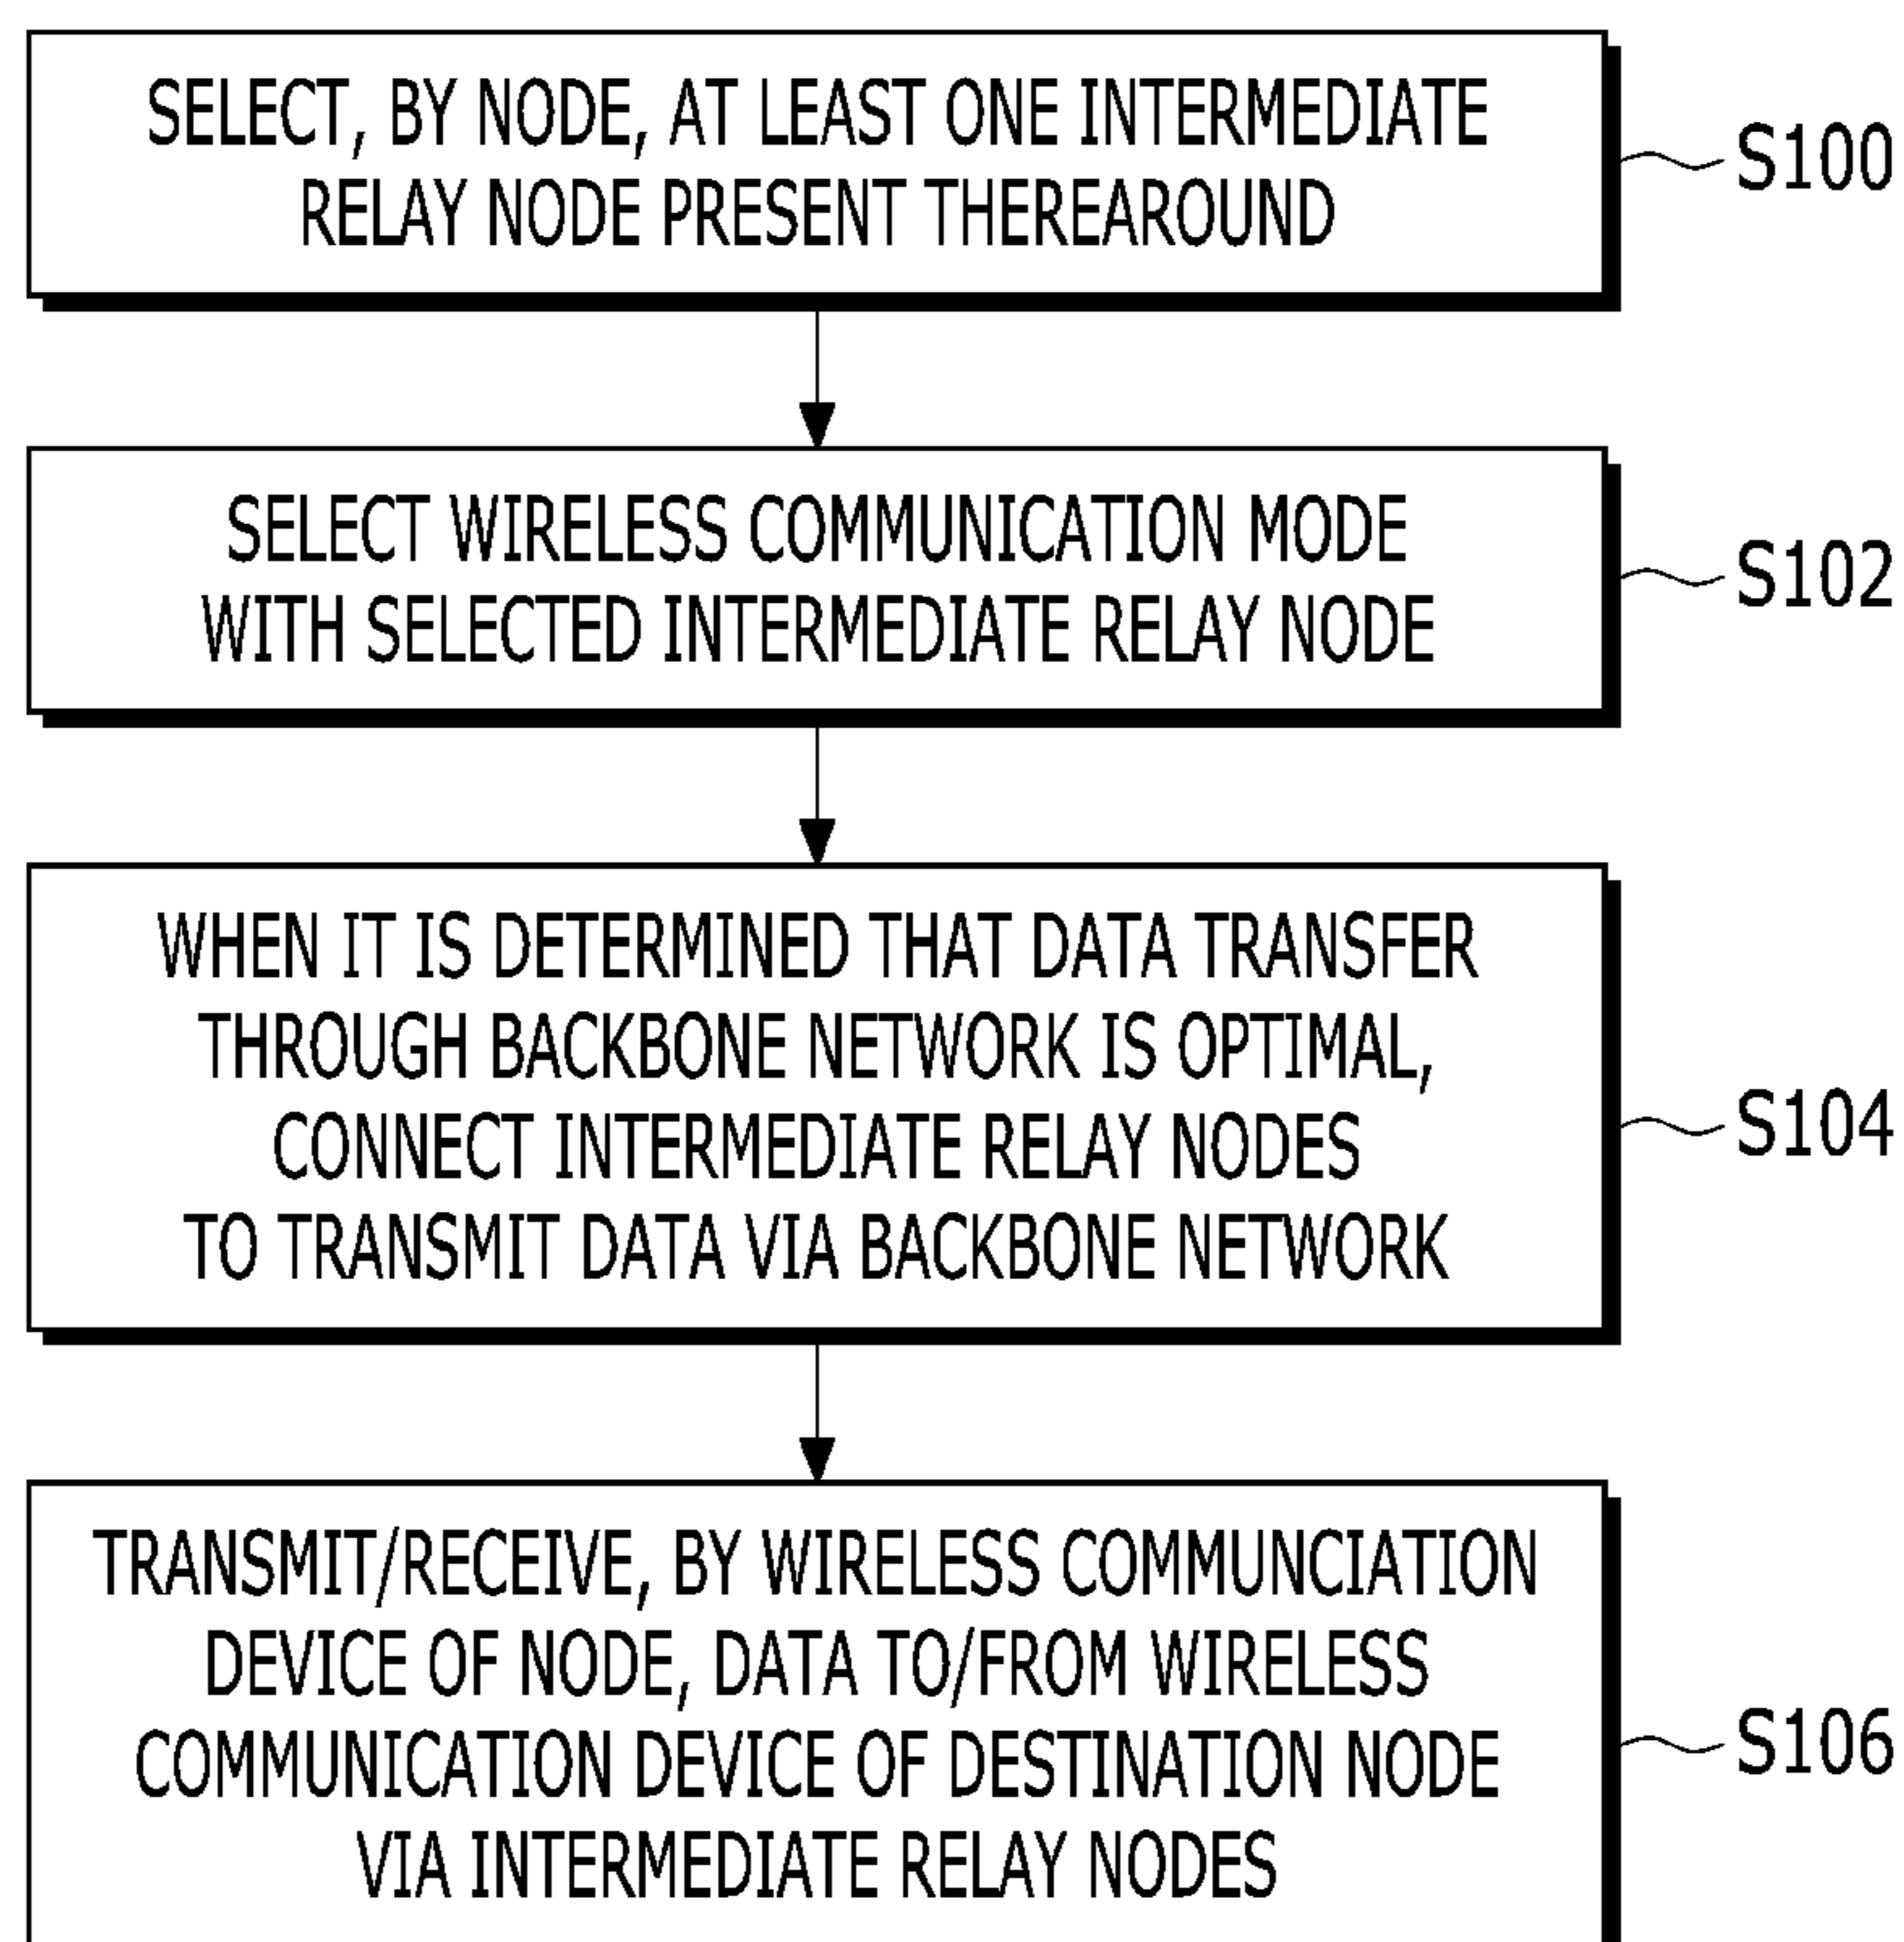 SELECT, BY NODE, AT LEAST ONE INTERMEDIATE
RELAY NODE PRESENT THEREAROUND
S100
SELECT WIRELESS COMMUNICATION MODE
WITH SELECTED INTERMEDIATE RELAY NODE
S102
WHEN IT IS DETERMINED THAT DATA TRANSFER
THROUGH BACKBONE NETWORK IS OPTIMAL,
CONNECT INTERMEDIATE RELAY NODES
TO TRANSMIT DATA VIA BACKBONE NETWORK
S104
TRANSMIT/RECEIVE, BY WIRELESS COMMUNCIATION
DEVICE OF NODE, DATA TO/FROM WIRELESS
COMMUNICATION DEVICE OF DESTINATION NODE
VIA INTERMEDIATE RELAY NODES
S106